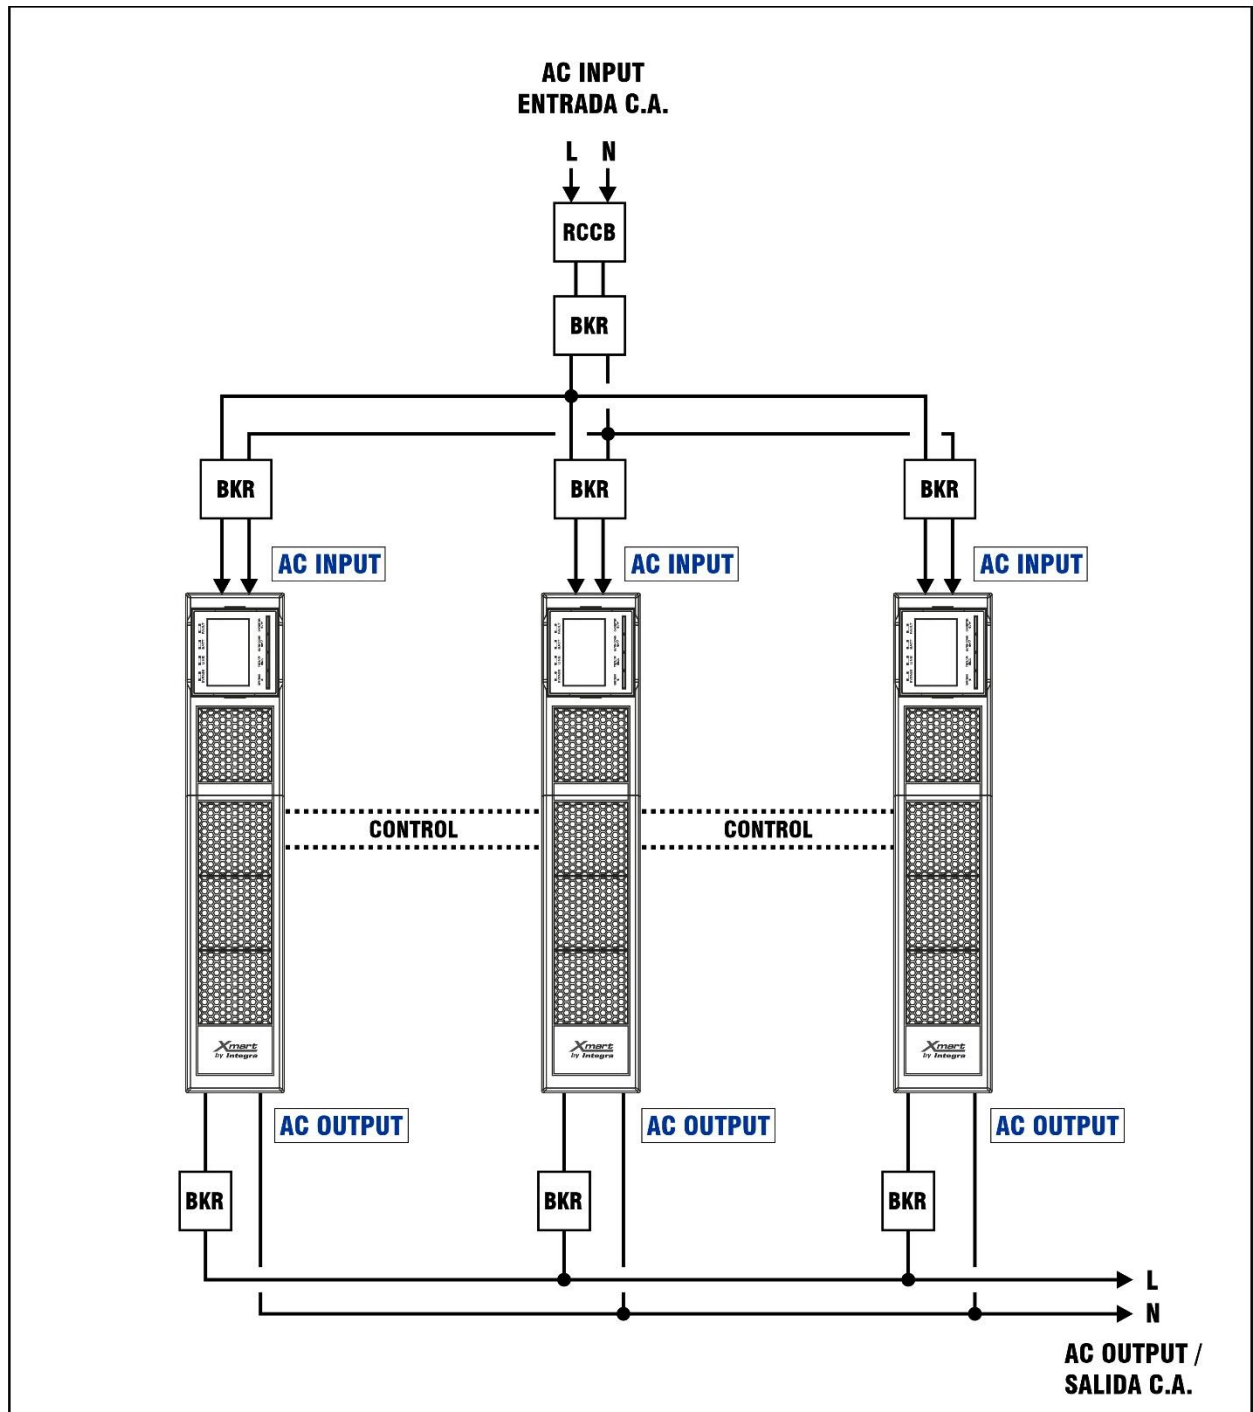 AC INPUT
ENTRADA C.A.
L N
RCCB
BKR
BKR BKR BKR
AC INPUT AC INPUT AC INPUT
CONTROL CONTROL
Xmart Xmart Xmart
by Integra by Integra by Integra
AC OUTPUT AC OUTPUT AC OUTPUT
BKR BKR BKR
L
N
AC OUTPUT /
SALIDA C.A.